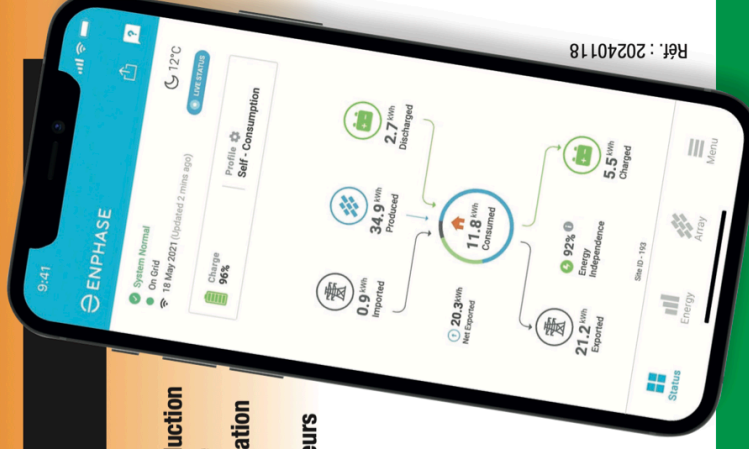 9:41
ENPHASE
?
System Normal
On Grid
18 May 2021 (Updated 2 mins ago)
12°C
LIVE STATUS
Charge
96%
Profile
Self - Consumption
0.9 kWh
Imported
34.9 kWh
Produced
2.7 kWh
Discharged
20.3 kWh
Net Exported
11.8 kWh
Consumed
21.2 kWh
Exported
92%
Energy
Independence
5.5 kWh
Charged
Site ID - 193
Status
Energy
Array
Menu
uction
ation
eurs
Réf. : 20240118